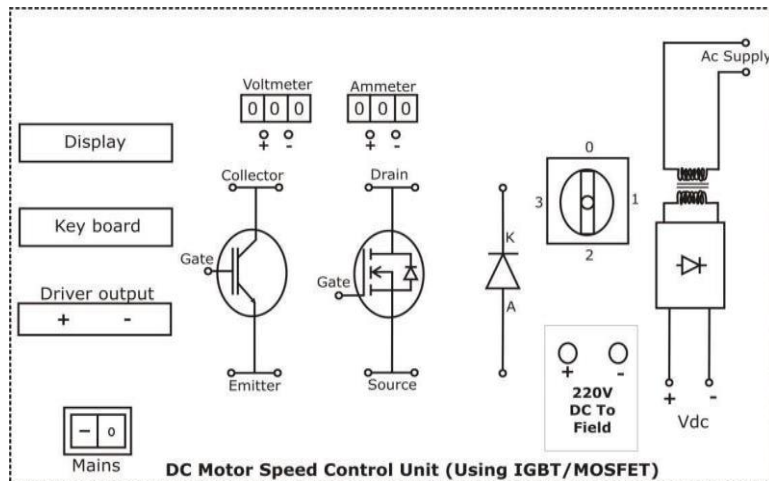 Ac Supply
Voltmeter
Ammeter
0 0 0
0 0 0
+ -
+ -
Display
Collector
Drain
0
3
1
2
Key board
Gate
Gate
K
A
Driver output
+ -
Emitter
Source
+ -
220V
DC To
Field
+ -
Vdc
– o
Mains
DC Motor Speed Control Unit (Using IGBT/MOSFET)